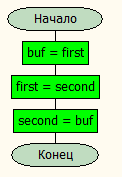 Начало
buf = first
first = second
second = buf
Конец